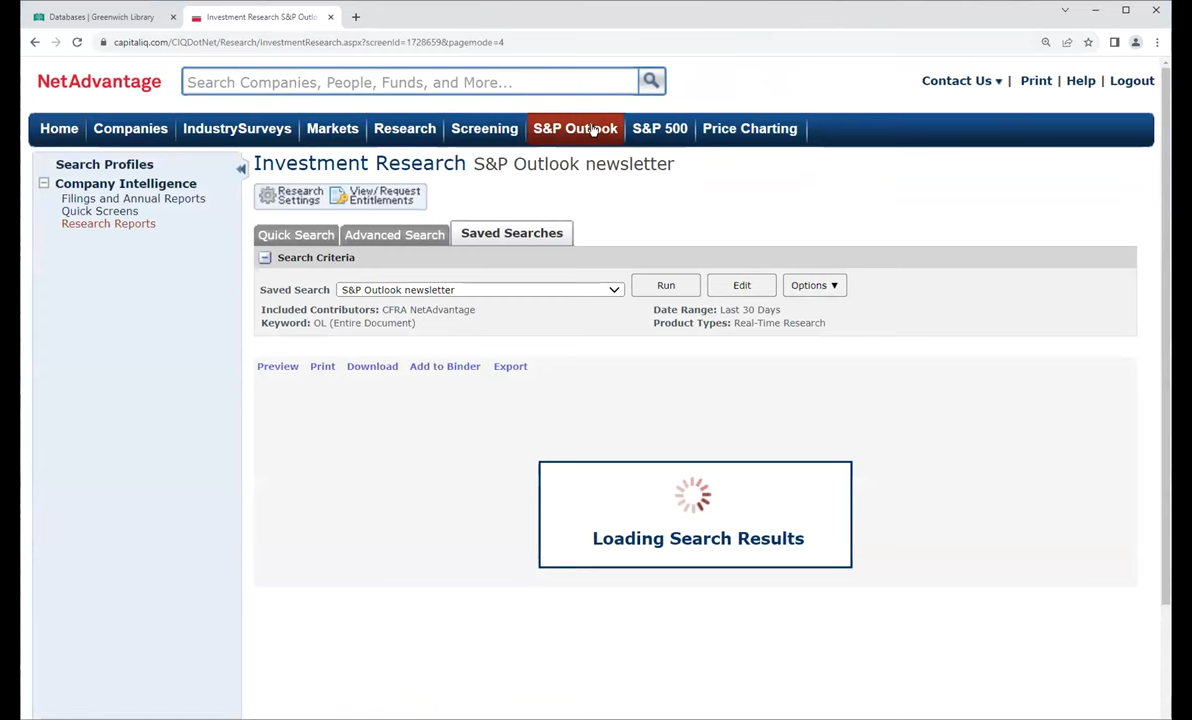 Databases | Greenwich Library
Investment Research S&P Outlo
capitaliq.com/CIQDotNet/Research/InvestmentResearch.aspx?screenId=1728659&pagemode=4
NetAdvantage
Search Companies, People, Funds, and More...
Contact Us ▾ | Print | Help | Logout
Home Companies IndustrySurveys Markets Research Screening S&P Outlook S&P 500 Price Charting
Search Profiles
Company Intelligence
Filings and Annual Reports
Quick Screens
Research Reports
Investment Research S&P Outlook newsletter
Research Settings
View/Request Entitlements
Quick Search Advanced Search Saved Searches
Search Criteria
Saved Search S&P Outlook newsletter Run Edit Options ▼
Included Contributors: CFRA NetAdvantage Date Range: Last 30 Days
Keyword: OL (Entire Document) Product Types: Real-Time Research
Preview Print Download Add to Binder Export
Loading Search Results